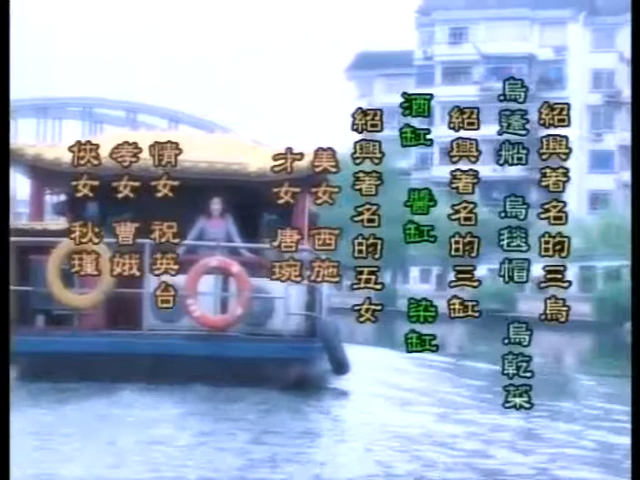 紹興著名的三烏
烏蓬船 烏毯帽 烏乾菜
紹興著名的三缸
酒缸 醬缸 染缸
紹興著名的五女
美女 西施
才女 唐琬
情女 祝英台
孝女 曹娥
俠女 秋瑾